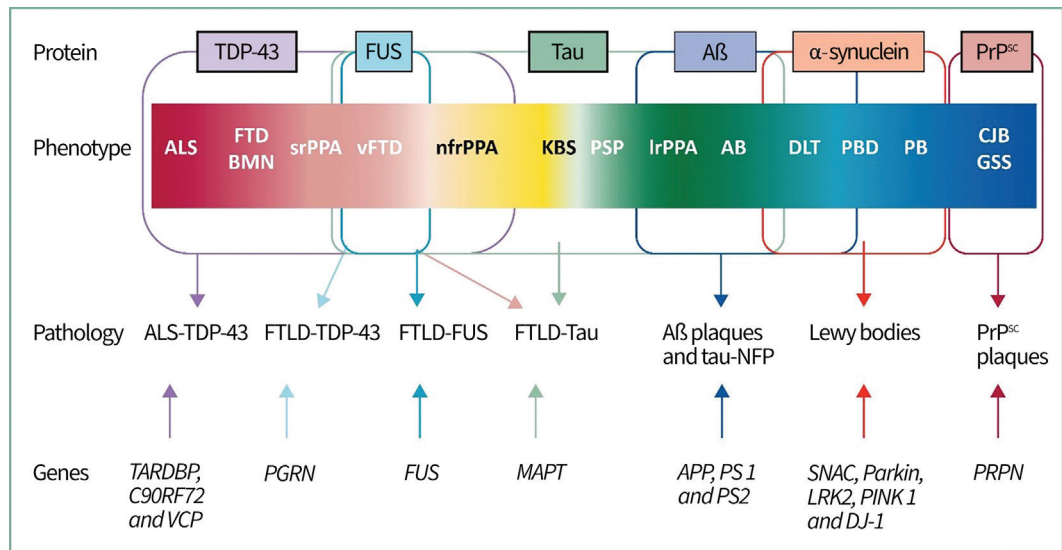 Protein TDP-43 FUS Tau Aß α-synuclein PrPsc
Phenotype ALS FTD BMN srPPA vFTD nfrPPA KBS PSP lrPPA AB DLT PBD PB CJB GSS
Pathology ALS-TDP-43 FTLD-TDP-43 FTLD-FUS FTLD-Tau Aß plaques and tau-NFP Lewy bodies PrPsc plaques
Genes TARDBP, C90RF72 and VCP PGRN FUS MAPT APP, PS 1 and PS2 SNAC, Parkin, LRK2, PINK 1 and DJ-1 PRPN